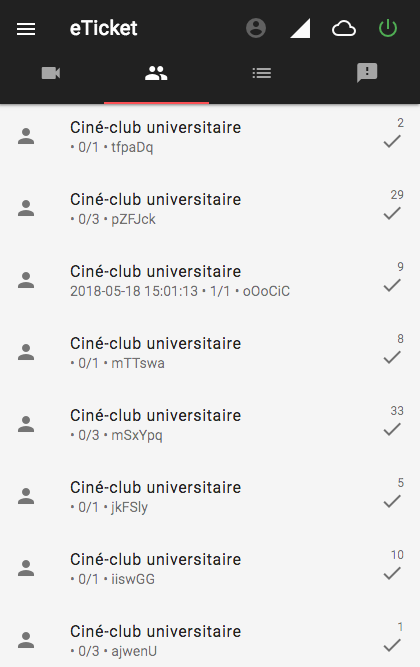 eTicket
Ciné-club universitaire
2
• 0/1 • tfpaDq
Ciné-club universitaire
29
• 0/3 • pZFJck
Ciné-club universitaire
9
2018-05-18 15:01:13 • 1/1 • oOoCiC
Ciné-club universitaire
8
• 0/1 • mTTswa
Ciné-club universitaire
33
• 0/3 • mSxYpq
Ciné-club universitaire
5
• 0/1 • jkFSly
Ciné-club universitaire
10
• 0/1 • iiswGG
Ciné-club universitaire
1
• 0/3 • ajwenU